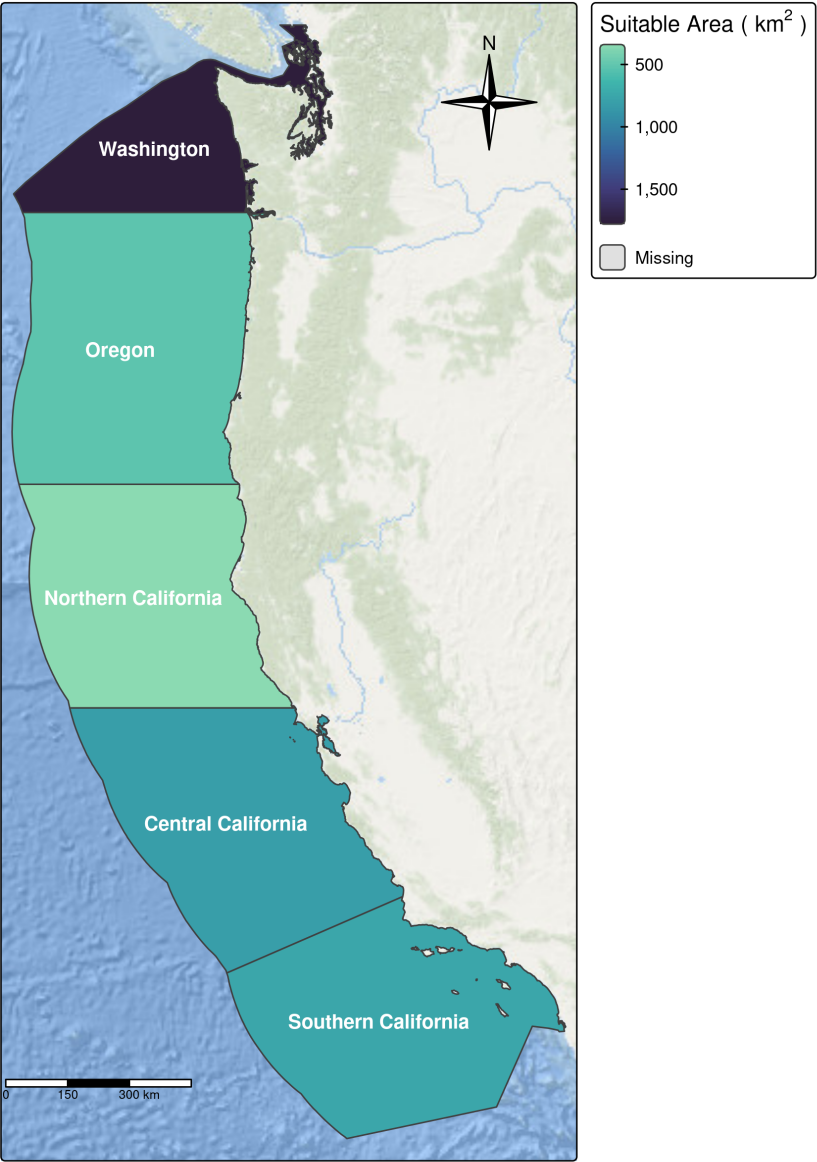 Suitable Area ( km² )
N
500
1,000
1,500
Missing
Washington
Oregon
Northern California
Central California
Southern California
0 150 300 km